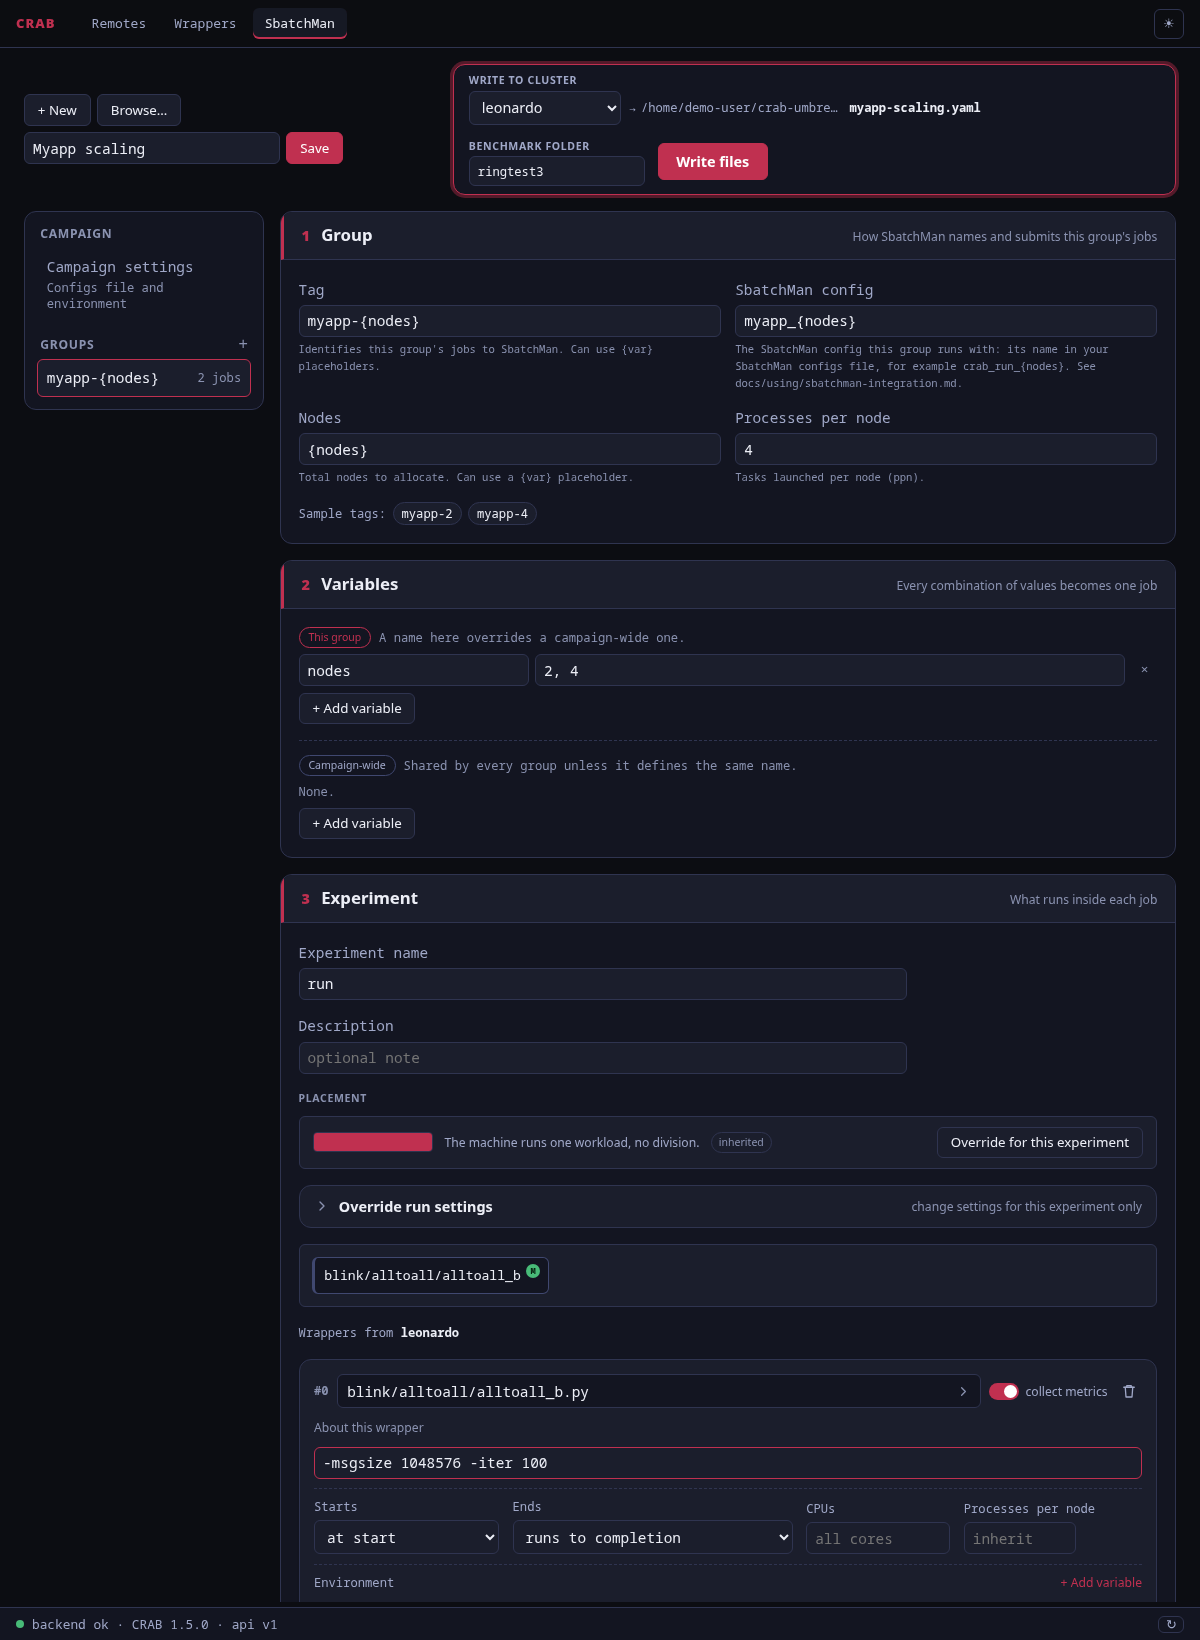 CRAB Remotes Wrappers SbatchMan ☀
WRITE TO CLUSTER
leonardo → /home/demo-user/crab-umbre… myapp-scaling.yaml
+ New Browse...
Myapp scaling Save
BENCHMARK FOLDER
ringtest3 Write files
CAMPAIGN
Campaign settings
Configs file and
environment
GROUPS +
myapp-{nodes} 2 jobs
1 Group How SbatchMan names and submits this group's jobs
Tag SbatchMan config
myapp-{nodes} myapp_{nodes}
Identifies this group's jobs to SbatchMan. Can use {var}
placeholders.
The SbatchMan config this group runs with: its name in your
SbatchMan configs file, for example crab_run_{nodes}. See
docs/using/sbatchman-integration.md.
Nodes Processes per node
{nodes} 4
Total nodes to allocate. Can use a {var} placeholder. Tasks launched per node (ppn).
Sample tags: myapp-2 myapp-4
2 Variables Every combination of values becomes one job
This group A name here overrides a campaign-wide one.
nodes 2, 4 ×
+ Add variable
Campaign-wide Shared by every group unless it defines the same name.
None.
+ Add variable
3 Experiment What runs inside each job
Experiment name
run
Description
optional note
PLACEMENT
The machine runs one workload, no division. inherited Override for this experiment
Override run settings change settings for this experiment only
blink/alltoall/alltoall_b M
Wrappers from leonardo
#0 blink/alltoall/alltoall_b.py collect metrics
About this wrapper
-msgsize 1048576 -iter 100
Starts Ends CPUs Processes per node
at start runs to completion all cores inherit
Environment + Add variable
backend ok · CRAB 1.5.0 · api v1 ↻